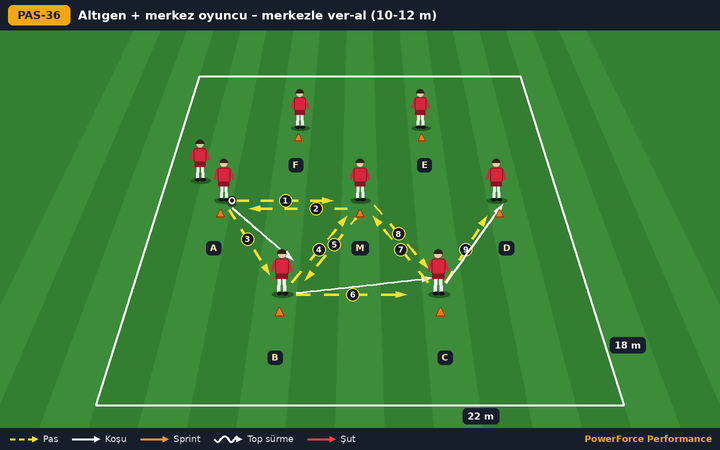 PAS-36
Altıgen + merkez oyuncu – merkezle ver-al (10-12 m)
F
E
1
2
A
3
M
8
D
4
5
7
9
6
18 m
B
C
22 m
Pas
Koşu
Sprint
Top sürme
Şut
PowerForce Performance